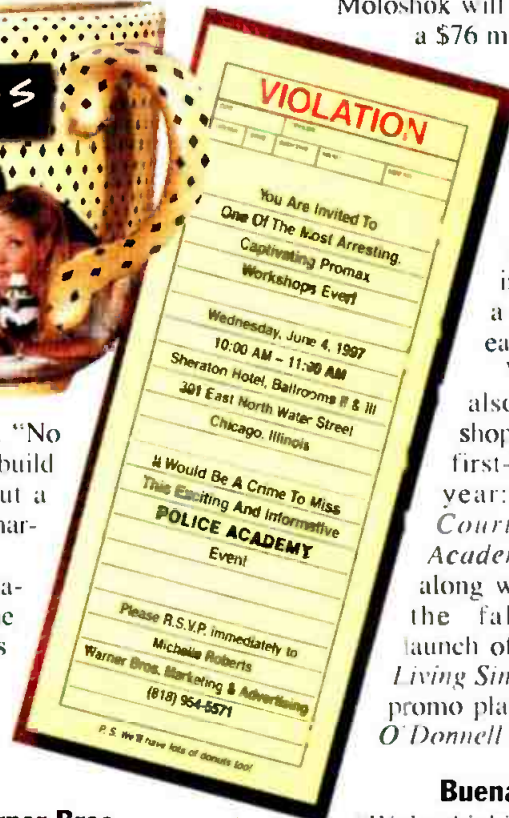 Moloshok will
a $76 m
S
VIOLATION
You Are Invited To
One Of The Most Arresting,
Captivating Promax
Workshops Ever!
Wednesday, June 4, 1997
10:00 AM – 11:00 AM
Sheraton Hotel, Ballrooms II & III
301 East North Water Street
Chicago, Illinois
It Would Be A Crime To Miss
This Exciting And Informative
POLICE ACADEMY
Event
Please R.S.V.P. immediately to
Michelle Roberts
Warner Bros. Marketing & Advertising
(818) 954-5571
P. S. We'll have lots of donuts too!
"No
build
ut a
nar-
a-
e
s
rner Bros
i
a
ea
also
shop
first-
year:
Court
Academ
along w
the fal
launch of
Living Sin
promo pla
O'Donnell
Buena